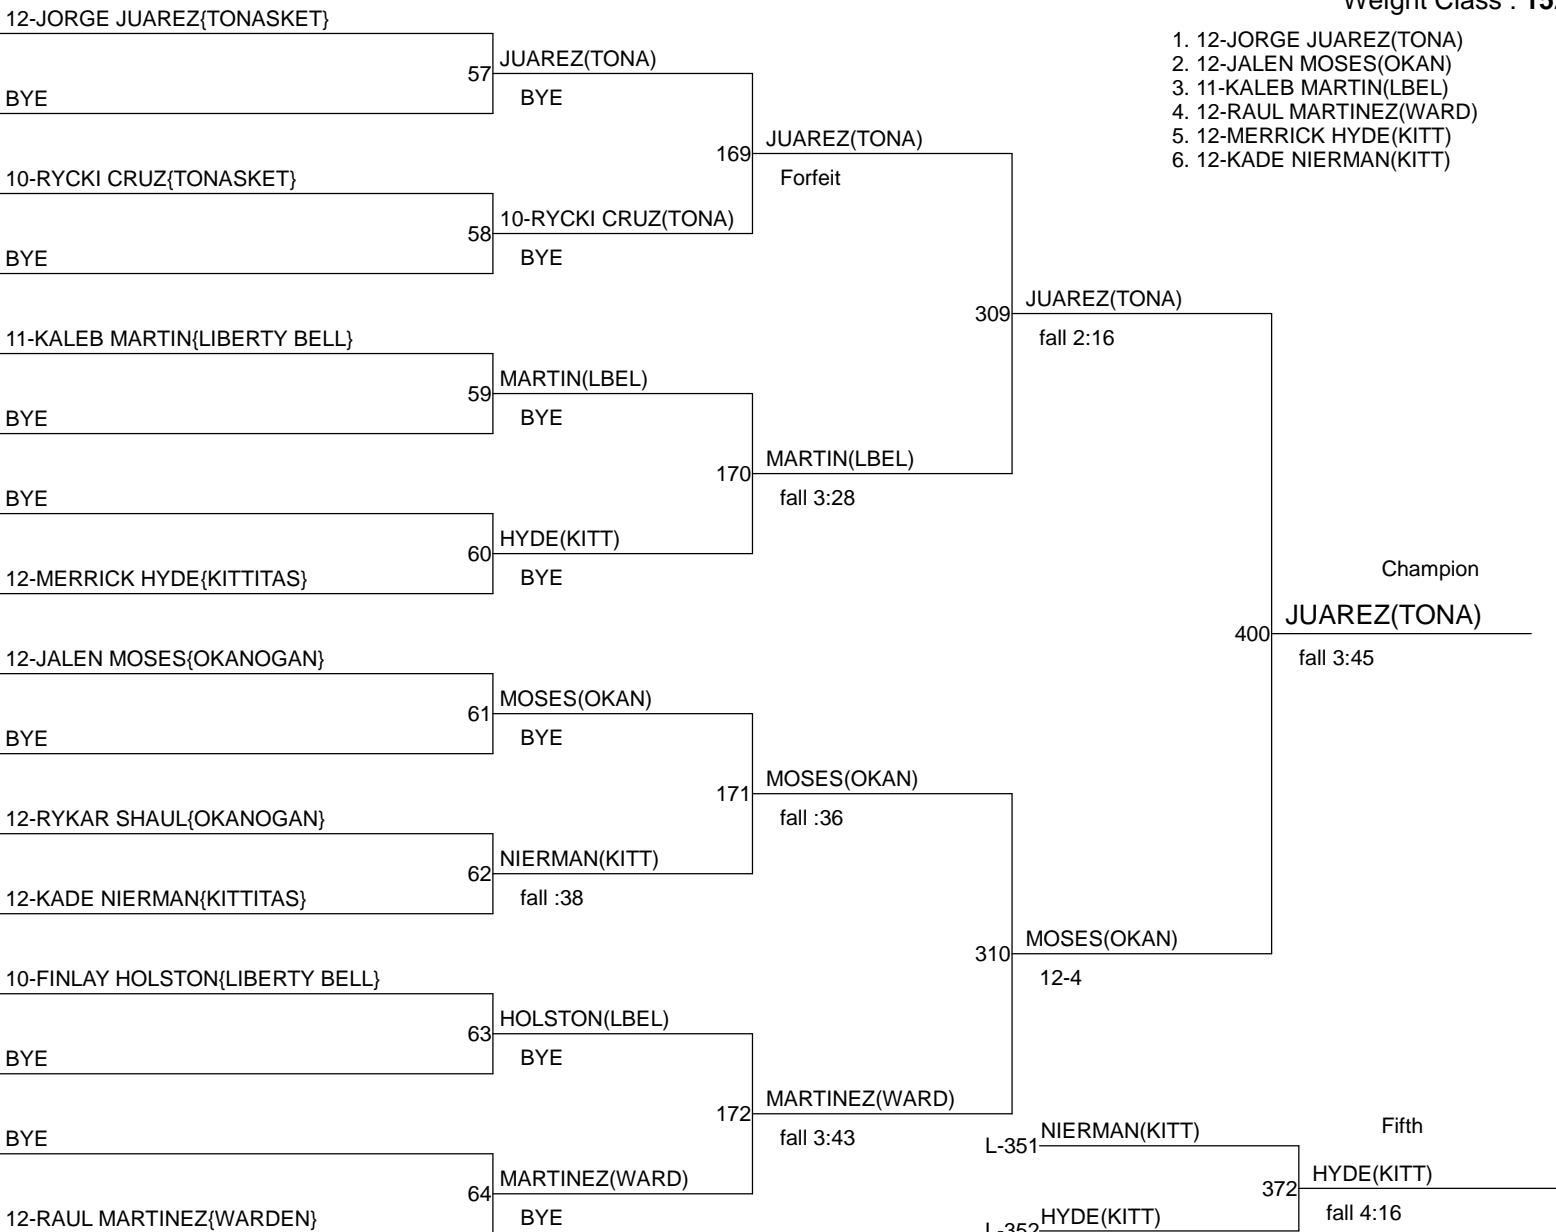 Weight Class :
1. 12-JORGE JUAREZ(TONA)
2. 12-JALEN MOSES(OKAN)
3. 11-KALEB MARTIN(LBEL)
4. 12-RAUL MARTINEZ(WARD)
5. 12-MERRICK HYDE(KITT)
6. 12-KADE NIERMAN(KITT)
12-JORGE JUAREZ{TONASKET}
BYE
10-RYCKI CRUZ{TONASKET}
BYE
11-KALEB MARTIN{LIBERTY BELL}
BYE
BYE
12-MERRICK HYDE{KITTITAS}
12-JALEN MOSES{OKANOGAN}
BYE
12-RYKAR SHAUL{OKANOGAN}
12-KADE NIERMAN{KITTITAS}
10-FINLAY HOLSTON{LIBERTY BELL}
BYE
BYE
12-RAUL MARTINEZ{WARDEN}
57 JUAREZ(TONA)
BYE
58 10-RYCKI CRUZ(TONA)
BYE
59 MARTIN(LBEL)
BYE
60 HYDE(KITT)
BYE
61 MOSES(OKAN)
BYE
62 NIERMAN(KITT)
fall :38
63 HOLSTON(LBEL)
BYE
64 MARTINEZ(WARD)
BYE
169 JUAREZ(TONA)
Forfeit
170 MARTIN(LBEL)
fall 3:28
171 MOSES(OKAN)
fall :36
172 MARTINEZ(WARD)
fall 3:43
309 JUAREZ(TONA)
fall 2:16
310 MOSES(OKAN)
12-4
Champion
400 JUAREZ(TONA)
fall 3:45
L-351 NIERMAN(KITT)
L-352 HYDE(KITT)
Fifth
372 HYDE(KITT)
fall 4:16